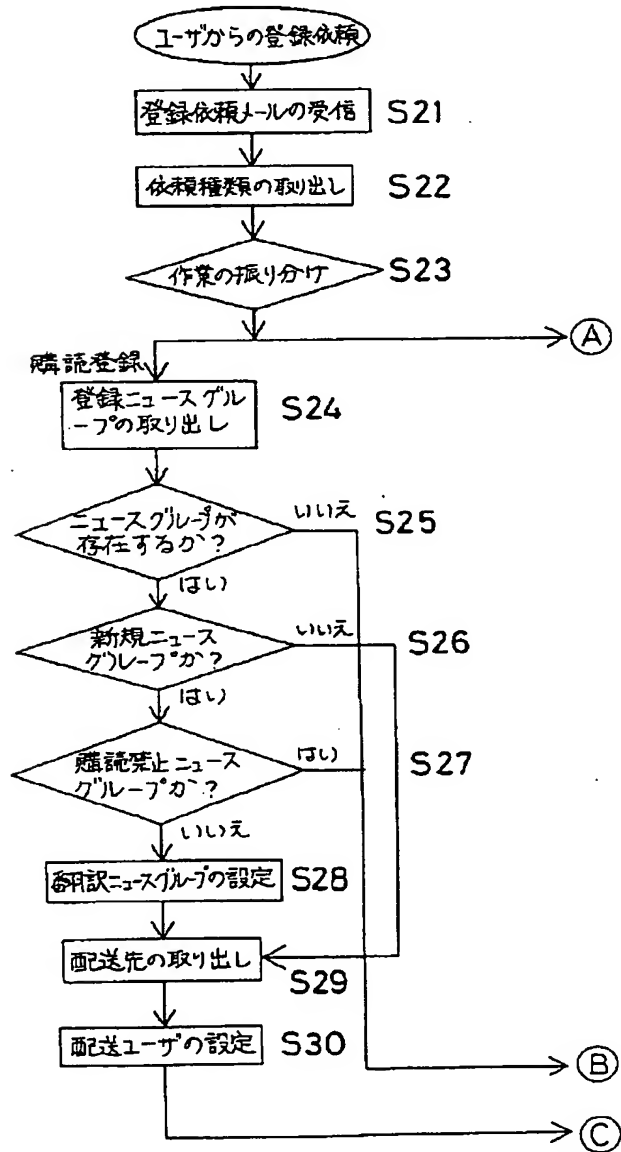 ユーザからの登録依頼
登録依頼メールの受信 S21
依頼種類の取り出し S22
作業の振り分け S23
A
購読登録
登録ニュースグ
ループの取り出し S24
ニュースグループが
存在するか? いいえ S25
はい
新規ニュース
グループか? いいえ S26
はい
購読禁止ニュース
グループか? はい S27
いいえ
翻訳ニュースグループの設定 S28
配送先の取り出し S29
配送ユーザの設定 S30
B
C